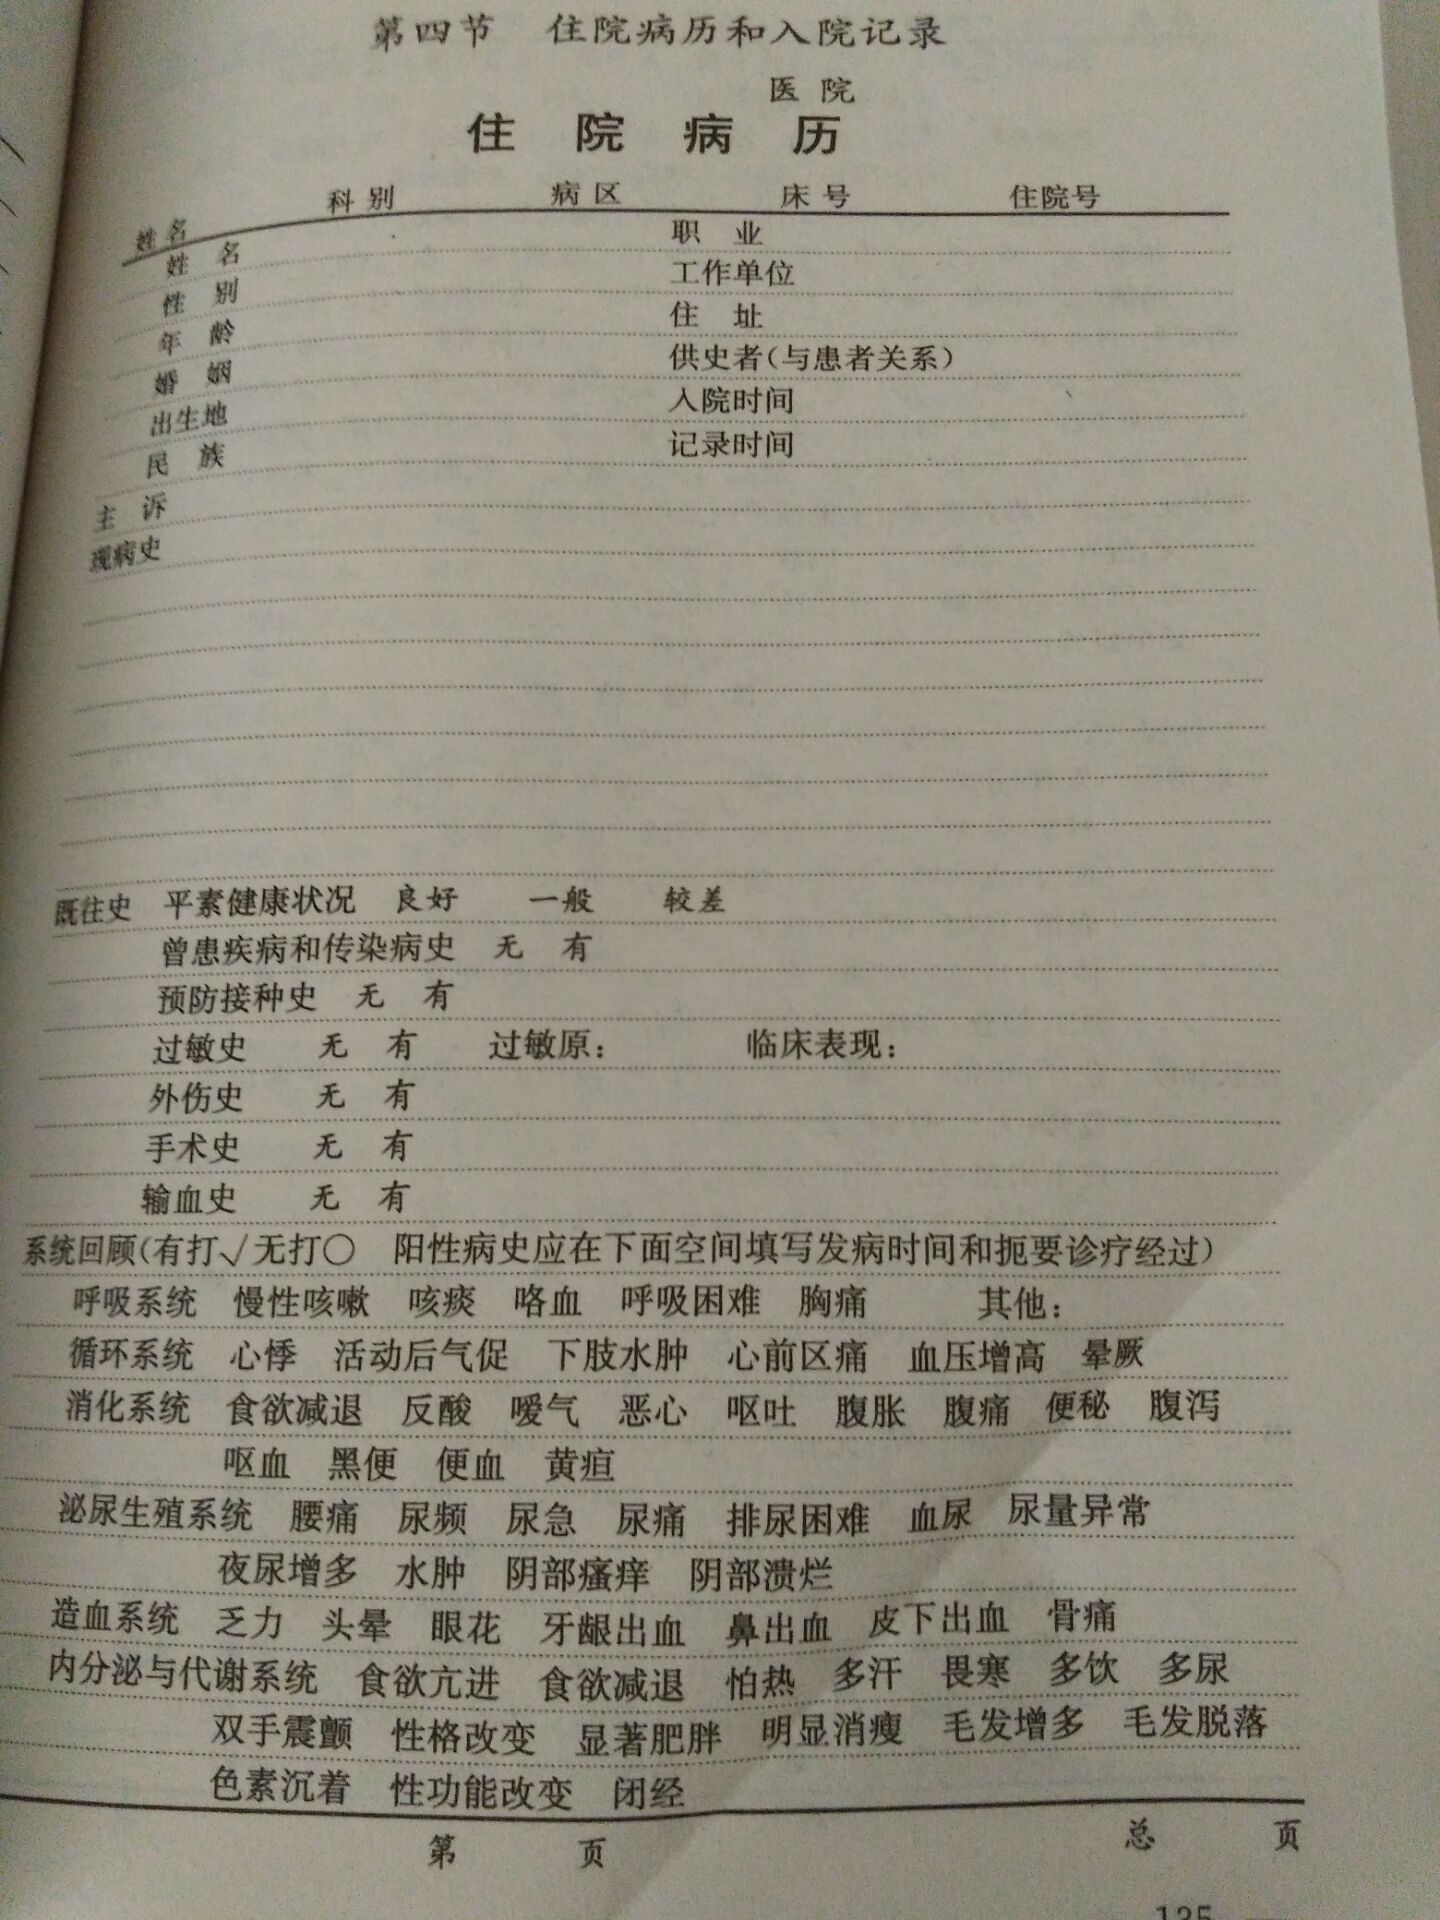 第四节 住院病历和入院记录
医院
住院病历
姓名 科别 病区 床号 住院号
姓名 职业
性别 工作单位
年龄 住址
婚姻 供史者(与患者关系)
出生地 入院时间
民族 记录时间
主诉
现病史
既往史 平素健康状况 良好 一般 较差
曾患疾病和传染病史 无 有
预防接种史 无 有
过敏史 无 有 过敏原: 临床表现:
外伤史 无 有
手术史 无 有
输血史 无 有
系统回顾(有打√无打○ 阳性病史应在下面空间填写发病时间和扼要诊疗经过)
呼吸系统 慢性咳嗽 咳痰 咯血 呼吸困难 胸痛 其他:
循环系统 心悸 活动后气促 下肢水肿 心前区痛 血压增高 晕厥
消化系统 食欲减退 反酸 嗳气 恶心 呕吐 腹胀 腹痛 便秘 腹泻
呕血 黑便 便血 黄疸
泌尿生殖系统 腰痛 尿频 尿急 尿痛 排尿困难 血尿 尿量异常
夜尿增多 水肿 阴部瘙痒 阴部溃烂
造血系统 乏力 头晕 眼花 牙龈出血 鼻出血 皮下出血 骨痛
内分泌与代谢系统 食欲亢进 食欲减退 怕热 多汗 畏寒 多饮 多尿
双手震颤 性格改变 显著肥胖 明显消瘦 毛发增多 毛发脱落
色素沉着 性功能改变 闭经
第 页 总 页
135